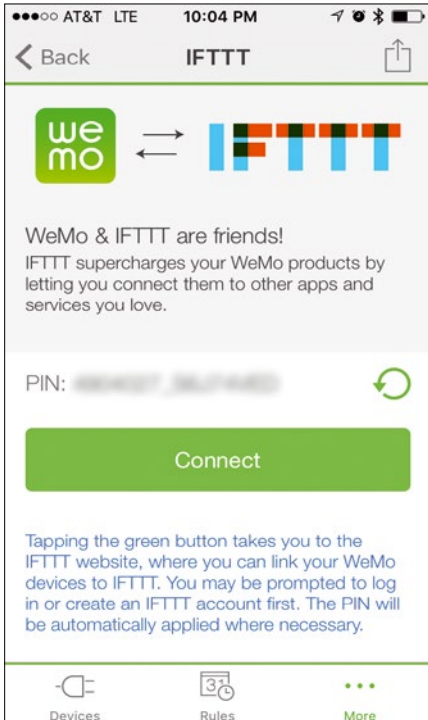 AT&T LTE 10:04 PM
Back IFTTT
we
mo
IFTTT
WeMo & IFTTT are friends!
IFTTT supercharges your WeMo products by
letting you connect them to other apps and
services you love.
PIN:
Connect
Tapping the green button takes you to the
IFTTT website, where you can link your WeMo
devices to IFTTT. You may be prompted to log
in or create an IFTTT account first. The PIN will
be automatically applied where necessary.
31
Devices Rules More